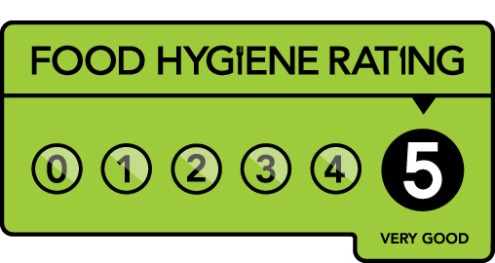 FOOD HYGIENE RATING
0 1 2 3 4 5
VERY GOOD